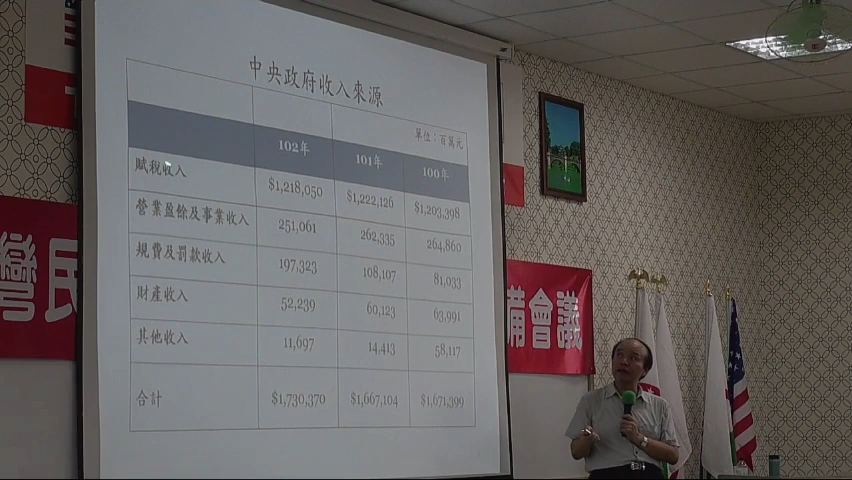 中央政府收入來源
單位：百萬元
102年 101年 100年
賦稅收入 $1,218,050 $1,222,126 $1,203,398
營業盈餘及事業收入 251,061 262,335 264,860
規費及罰款收入 197,323 108,107 81,033
財產收入 52,239 60,123 63,991
其他收入 11,697 14,413 58,117
合計 $1,730,370 $1,667,104 $1,671,399
灣民
備會議